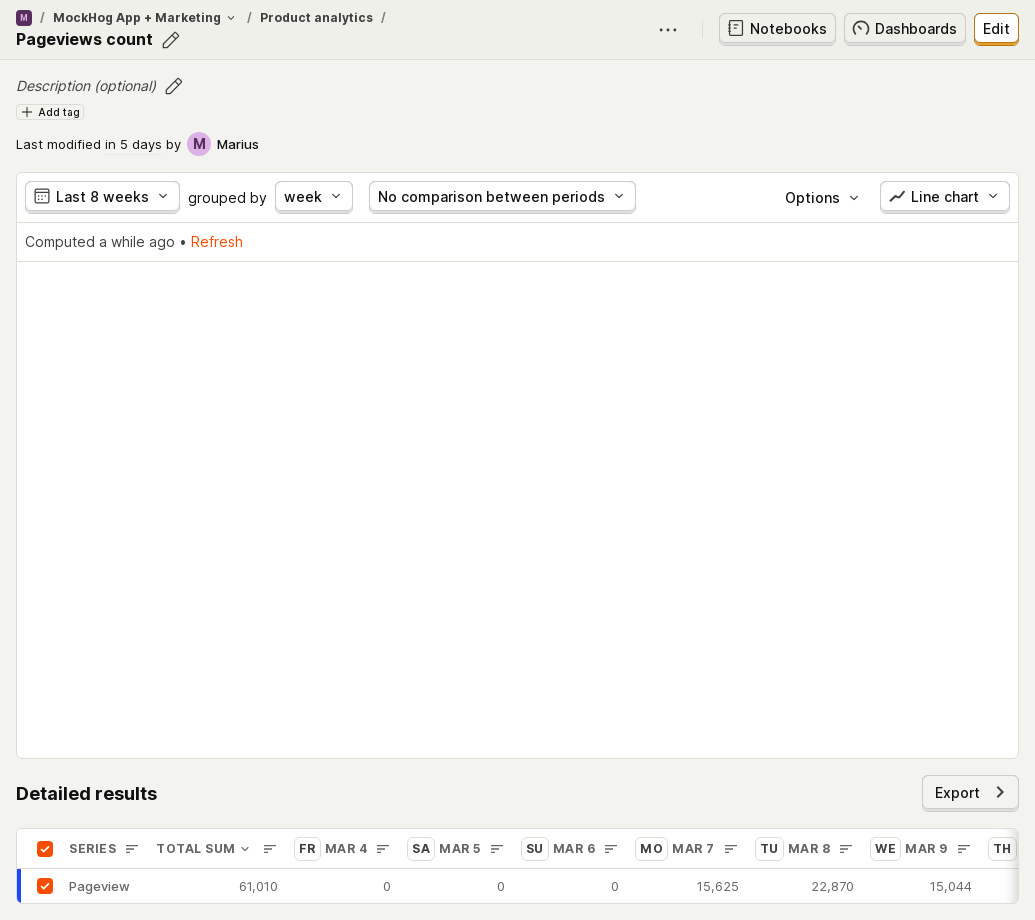 M / MockHog App + Marketing / Product analytics /
Pageviews count
Notebooks Dashboards Edit
Description (optional)
+ Add tag
Last modified in 5 days by M Marius
Last 8 weeks grouped by week No comparison between periods Options Line chart
Computed a while ago • Refresh
Detailed results
Export
SERIES TOTAL SUM FR MAR 4 SA MAR 5 SU MAR 6 MO MAR 7 TU MAR 8 WE MAR 9 TH
Pageview 61,010 0 0 0 15,625 22,870 15,044